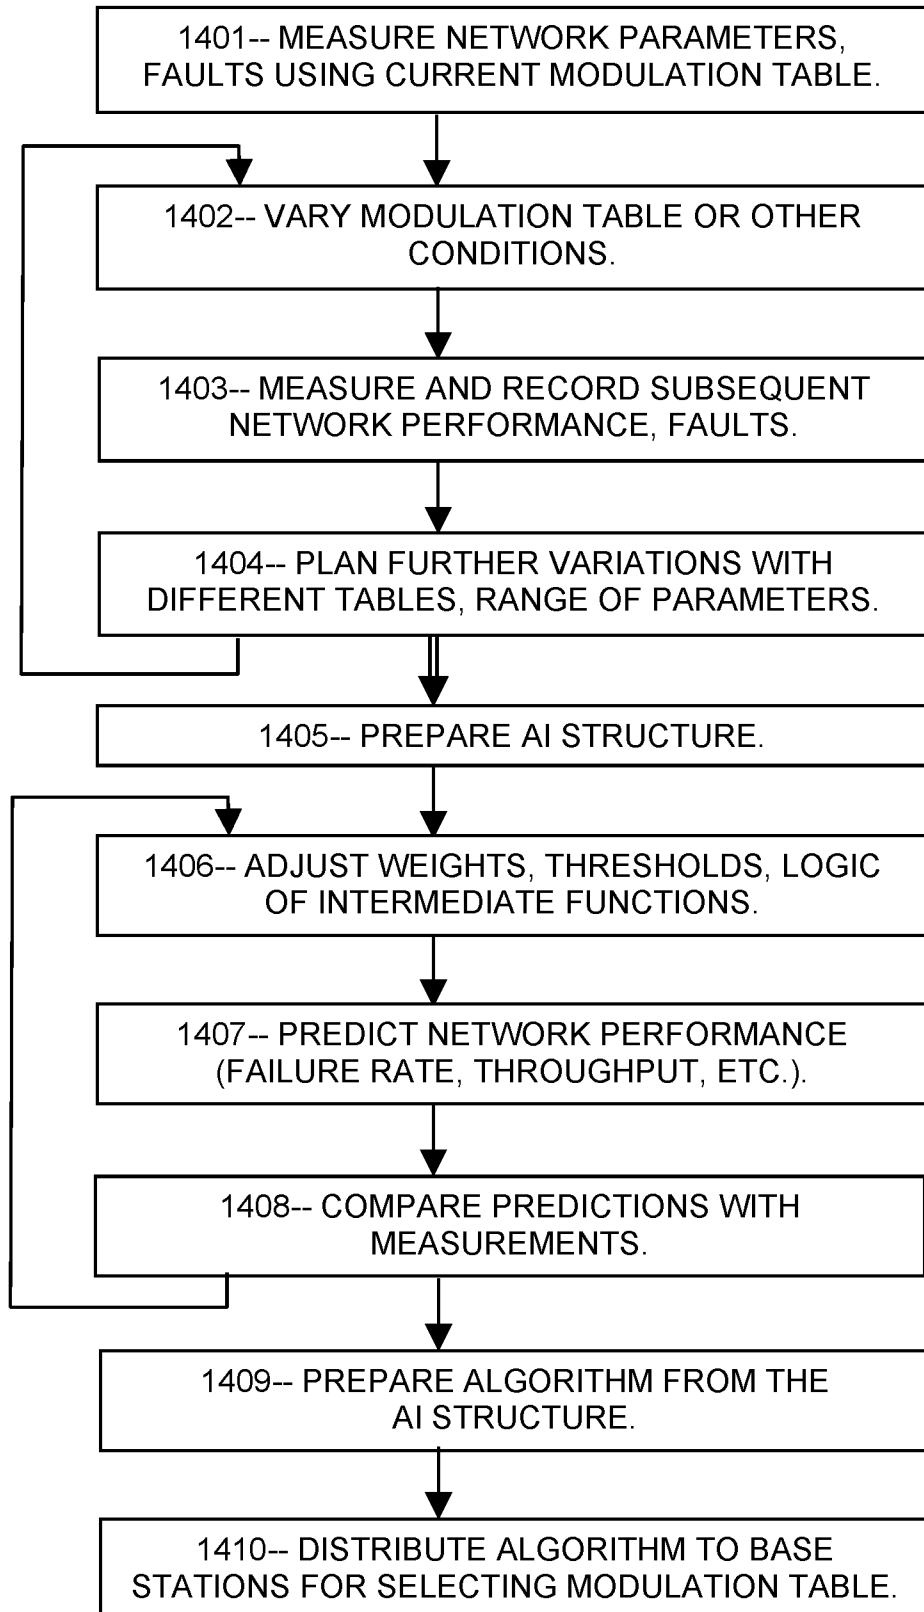 1401-- MEASURE NETWORK PARAMETERS,
FAULTS USING CURRENT MODULATION TABLE.
1402-- VARY MODULATION TABLE OR OTHER
CONDITIONS.
1403-- MEASURE AND RECORD SUBSEQUENT
NETWORK PERFORMANCE, FAULTS.
1404-- PLAN FURTHER VARIATIONS WITH
DIFFERENT TABLES, RANGE OF PARAMETERS.
1405-- PREPARE AI STRUCTURE.
1406-- ADJUST WEIGHTS, THRESHOLDS, LOGIC
OF INTERMEDIATE FUNCTIONS.
1407-- PREDICT NETWORK PERFORMANCE
(FAILURE RATE, THROUGHPUT, ETC.).
1408-- COMPARE PREDICTIONS WITH
MEASUREMENTS.
1409-- PREPARE ALGORITHM FROM THE
AI STRUCTURE.
1410-- DISTRIBUTE ALGORITHM TO BASE
STATIONS FOR SELECTING MODULATION TABLE.